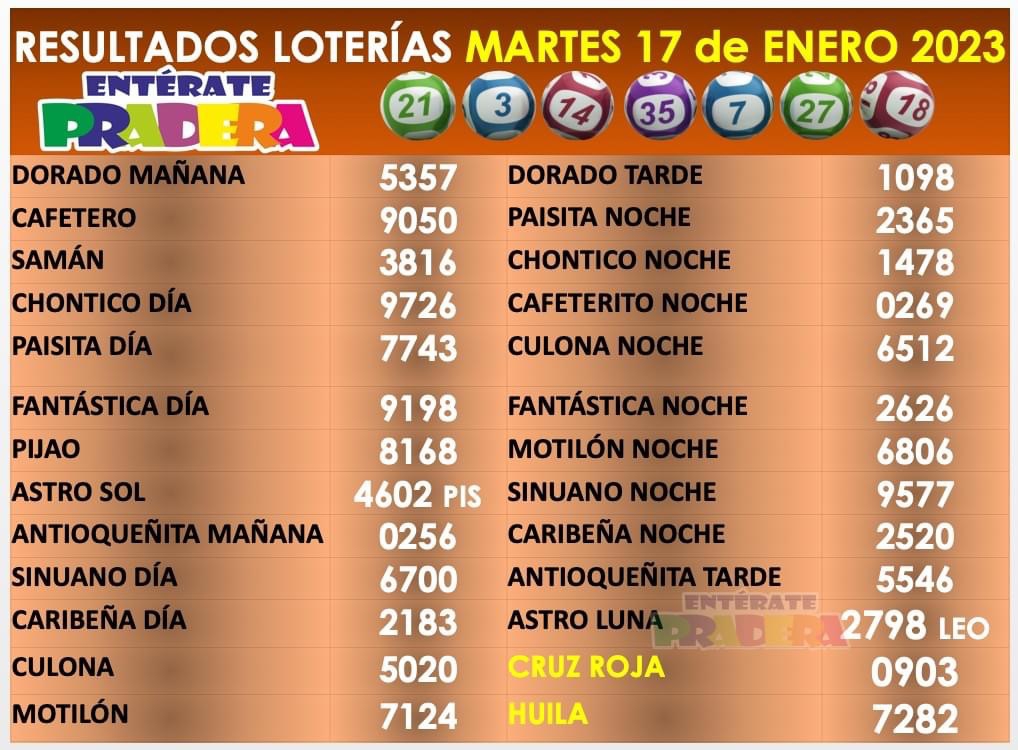 RESULTADOS LOTERÍAS MARTES 17 de ENERO 2023
ENTÉRATE
PRADERA
21 3 14 35 7 27 18
DORADO MAÑANA 5357 DORADO TARDE 1098
CAFETERO 9050 PAISITA NOCHE 2365
SAMÁN 3816 CHONTICO NOCHE 1478
CHONTICO DÍA 9726 CAFETERITO NOCHE 0269
PAISITA DÍA 7743 CULONA NOCHE 6512
FANTÁSTICA DÍA 9198 FANTÁSTICA NOCHE 2626
PIJAO 8168 MOTILÓN NOCHE 6806
ASTRO SOL 4602 PIS SINUANO NOCHE 9577
ANTIOQUEÑITA MAÑANA 0256 CARIBEÑA NOCHE 2520
SINUANO DÍA 6700 ANTIOQUEÑITA TARDE 5546
ENTÉRATE
PRADERA
CARIBEÑA DÍA 2183 ASTRO LUNA 2798 LEO
CULONA 5020 CRUZ ROJA 0903
MOTILÓN 7124 HUILA 7282